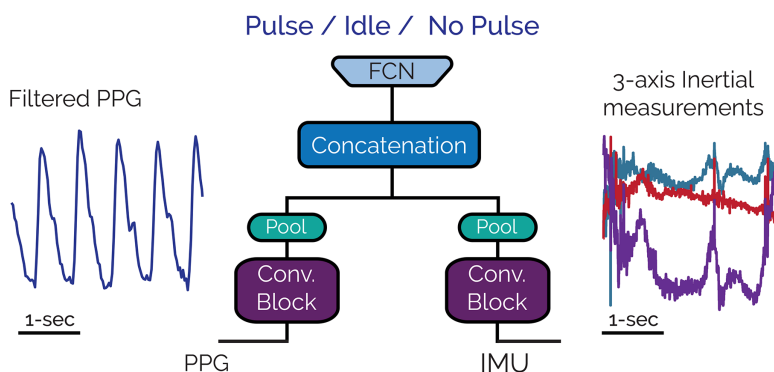 Pulse / Idle / No Pulse
FCN
Filtered PPG
3-axis Inertial
measurements
Concatenation
Pool
Pool
Conv.
Block
Conv.
Block
1-sec
1-sec
PPG
IMU